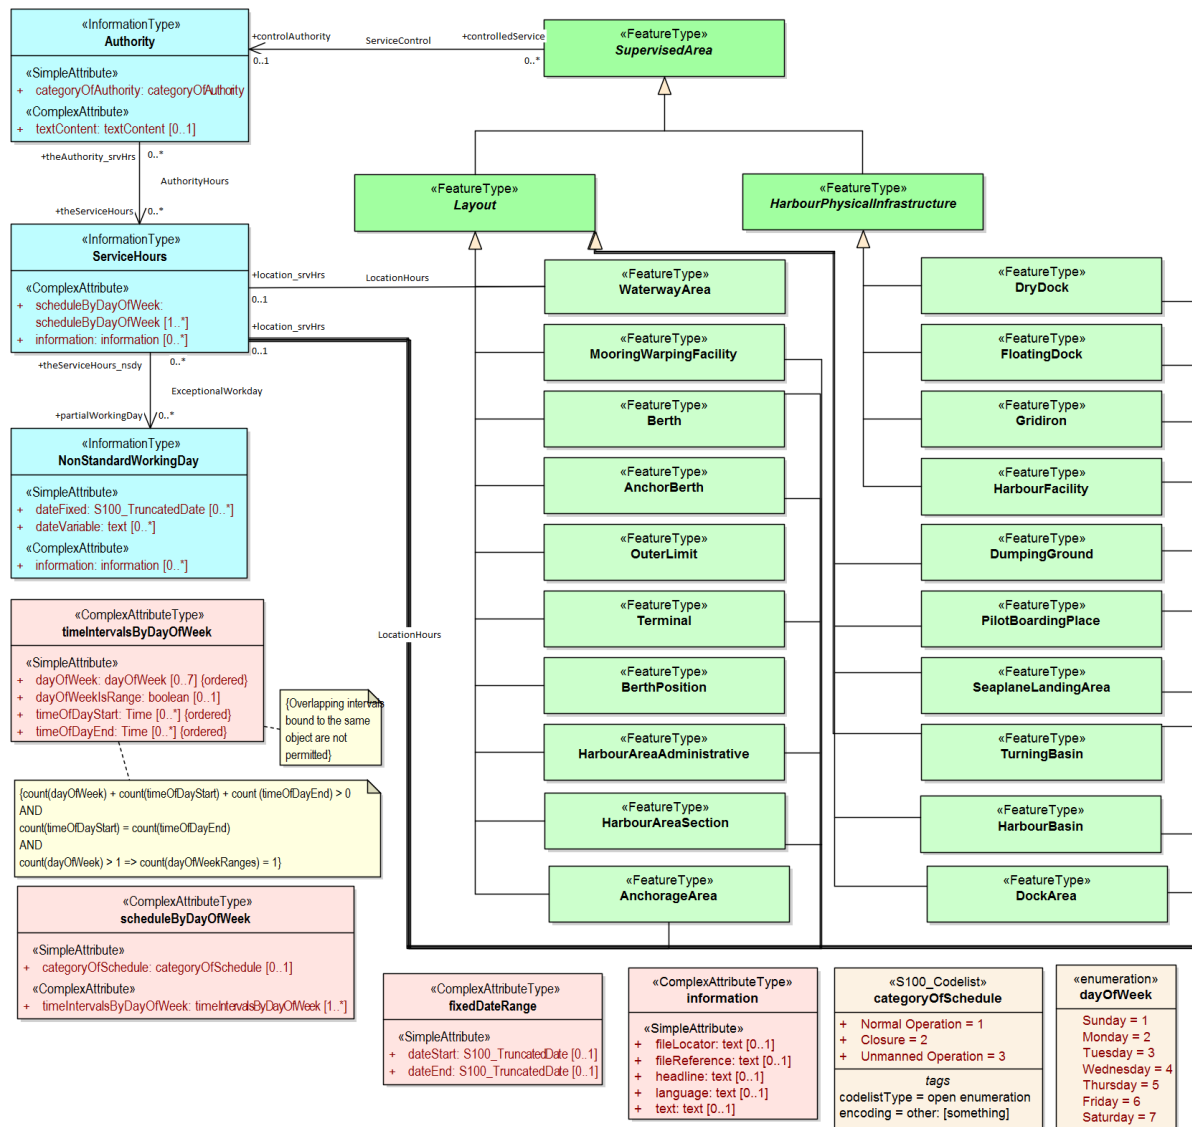 «InformationType»
Authority
«SimpleAttribute»
+ categoryOfAuthority: categoryOfAuthority
«ComplexAttribute»
+ textContent: textContent [0..1]
+controlAuthority
0..1
ServiceControl
+controlledService
0..*
«FeatureType»
SupervisedArea
+theAuthority_srvHrs
0..*
AuthorityHours
+theServiceHours
0..*
«FeatureType»
Layout
«FeatureType»
HarbourPhysicalInfrastructure
«InformationType»
ServiceHours
«ComplexAttribute»
+ scheduleByDayOfWeek:
scheduleByDayOfWeek [1..*]
+ information: information [0..*]
+location_srvHrs
0..1
LocationHours
+location_srvHrs
0..1
+theServiceHours_nsdy
0..*
ExceptionalWorkday
+partialWorkingDay
0..*
«InformationType»
NonStandardWorkingDay
«SimpleAttribute»
+ dateFixed: S100_TruncatedDate [0..*]
+ dateVariable: text [0..*]
«ComplexAttribute»
+ information: information [0..*]
«FeatureType»
WaterwayArea
«FeatureType»
MooringWarpingFacility
«FeatureType»
Berth
«FeatureType»
AnchorBerth
«FeatureType»
OuterLimit
«FeatureType»
Terminal
«FeatureType»
BerthPosition
«FeatureType»
HarbourAreaAdministrative
«FeatureType»
HarbourAreaSection
«FeatureType»
AnchorageArea
«FeatureType»
DryDock
«FeatureType»
FloatingDock
«FeatureType»
Gridiron
«FeatureType»
HarbourFacility
«FeatureType»
DumpingGround
«FeatureType»
PilotBoardingPlace
«FeatureType»
SeaplaneLandingArea
«FeatureType»
TurningBasin
«FeatureType»
HarbourBasin
«FeatureType»
DockArea
LocationHours
«ComplexAttributeType»
timeIntervalsByDayOfWeek
«SimpleAttribute»
+ dayOfWeek: dayOfWeek [0..7] {ordered}
+ dayOfWeekIsRange: boolean [0..1]
+ timeOfDayStart: Time [0..*] {ordered}
+ timeOfDayEnd: Time [0..*] {ordered}
{Overlapping intervals
bound to the same
object are not
permitted}
{count(dayOfWeek) + count(timeOfDayStart) + count (timeOfDayEnd) > 0
AND
count(timeOfDayStart) = count(timeOfDayEnd)
AND
count(dayOfWeek) > 1 => count(dayOfWeekRanges) = 1}
«ComplexAttributeType»
scheduleByDayOfWeek
«SimpleAttribute»
+ categoryOfSchedule: categoryOfSchedule [0..1]
«ComplexAttribute»
+ timeIntervalsByDayOfWeek: timeIntervalsByDayOfWeek [1..*]
«ComplexAttributeType»
fixedDateRange
«SimpleAttribute»
+ dateStart: S100_TruncatedDate [0..1]
+ dateEnd: S100_TruncatedDate [0..1]
«ComplexAttributeType»
information
«SimpleAttribute»
+ fileLocator: text [0..1]
+ fileReference: text [0..1]
+ headline: text [0..1]
+ language: text [0..1]
+ text: text [0..1]
«S100_Codelist»
categoryOfSchedule
+ Normal Operation = 1
+ Closure = 2
+ Unmanned Operation = 3
tags
codelistType = open enumeration
encoding = other: [something]
«enumeration»
dayOfWeek
Sunday = 1
Monday = 2
Tuesday = 3
Wednesday = 4
Thursday = 5
Friday = 6
Saturday = 7